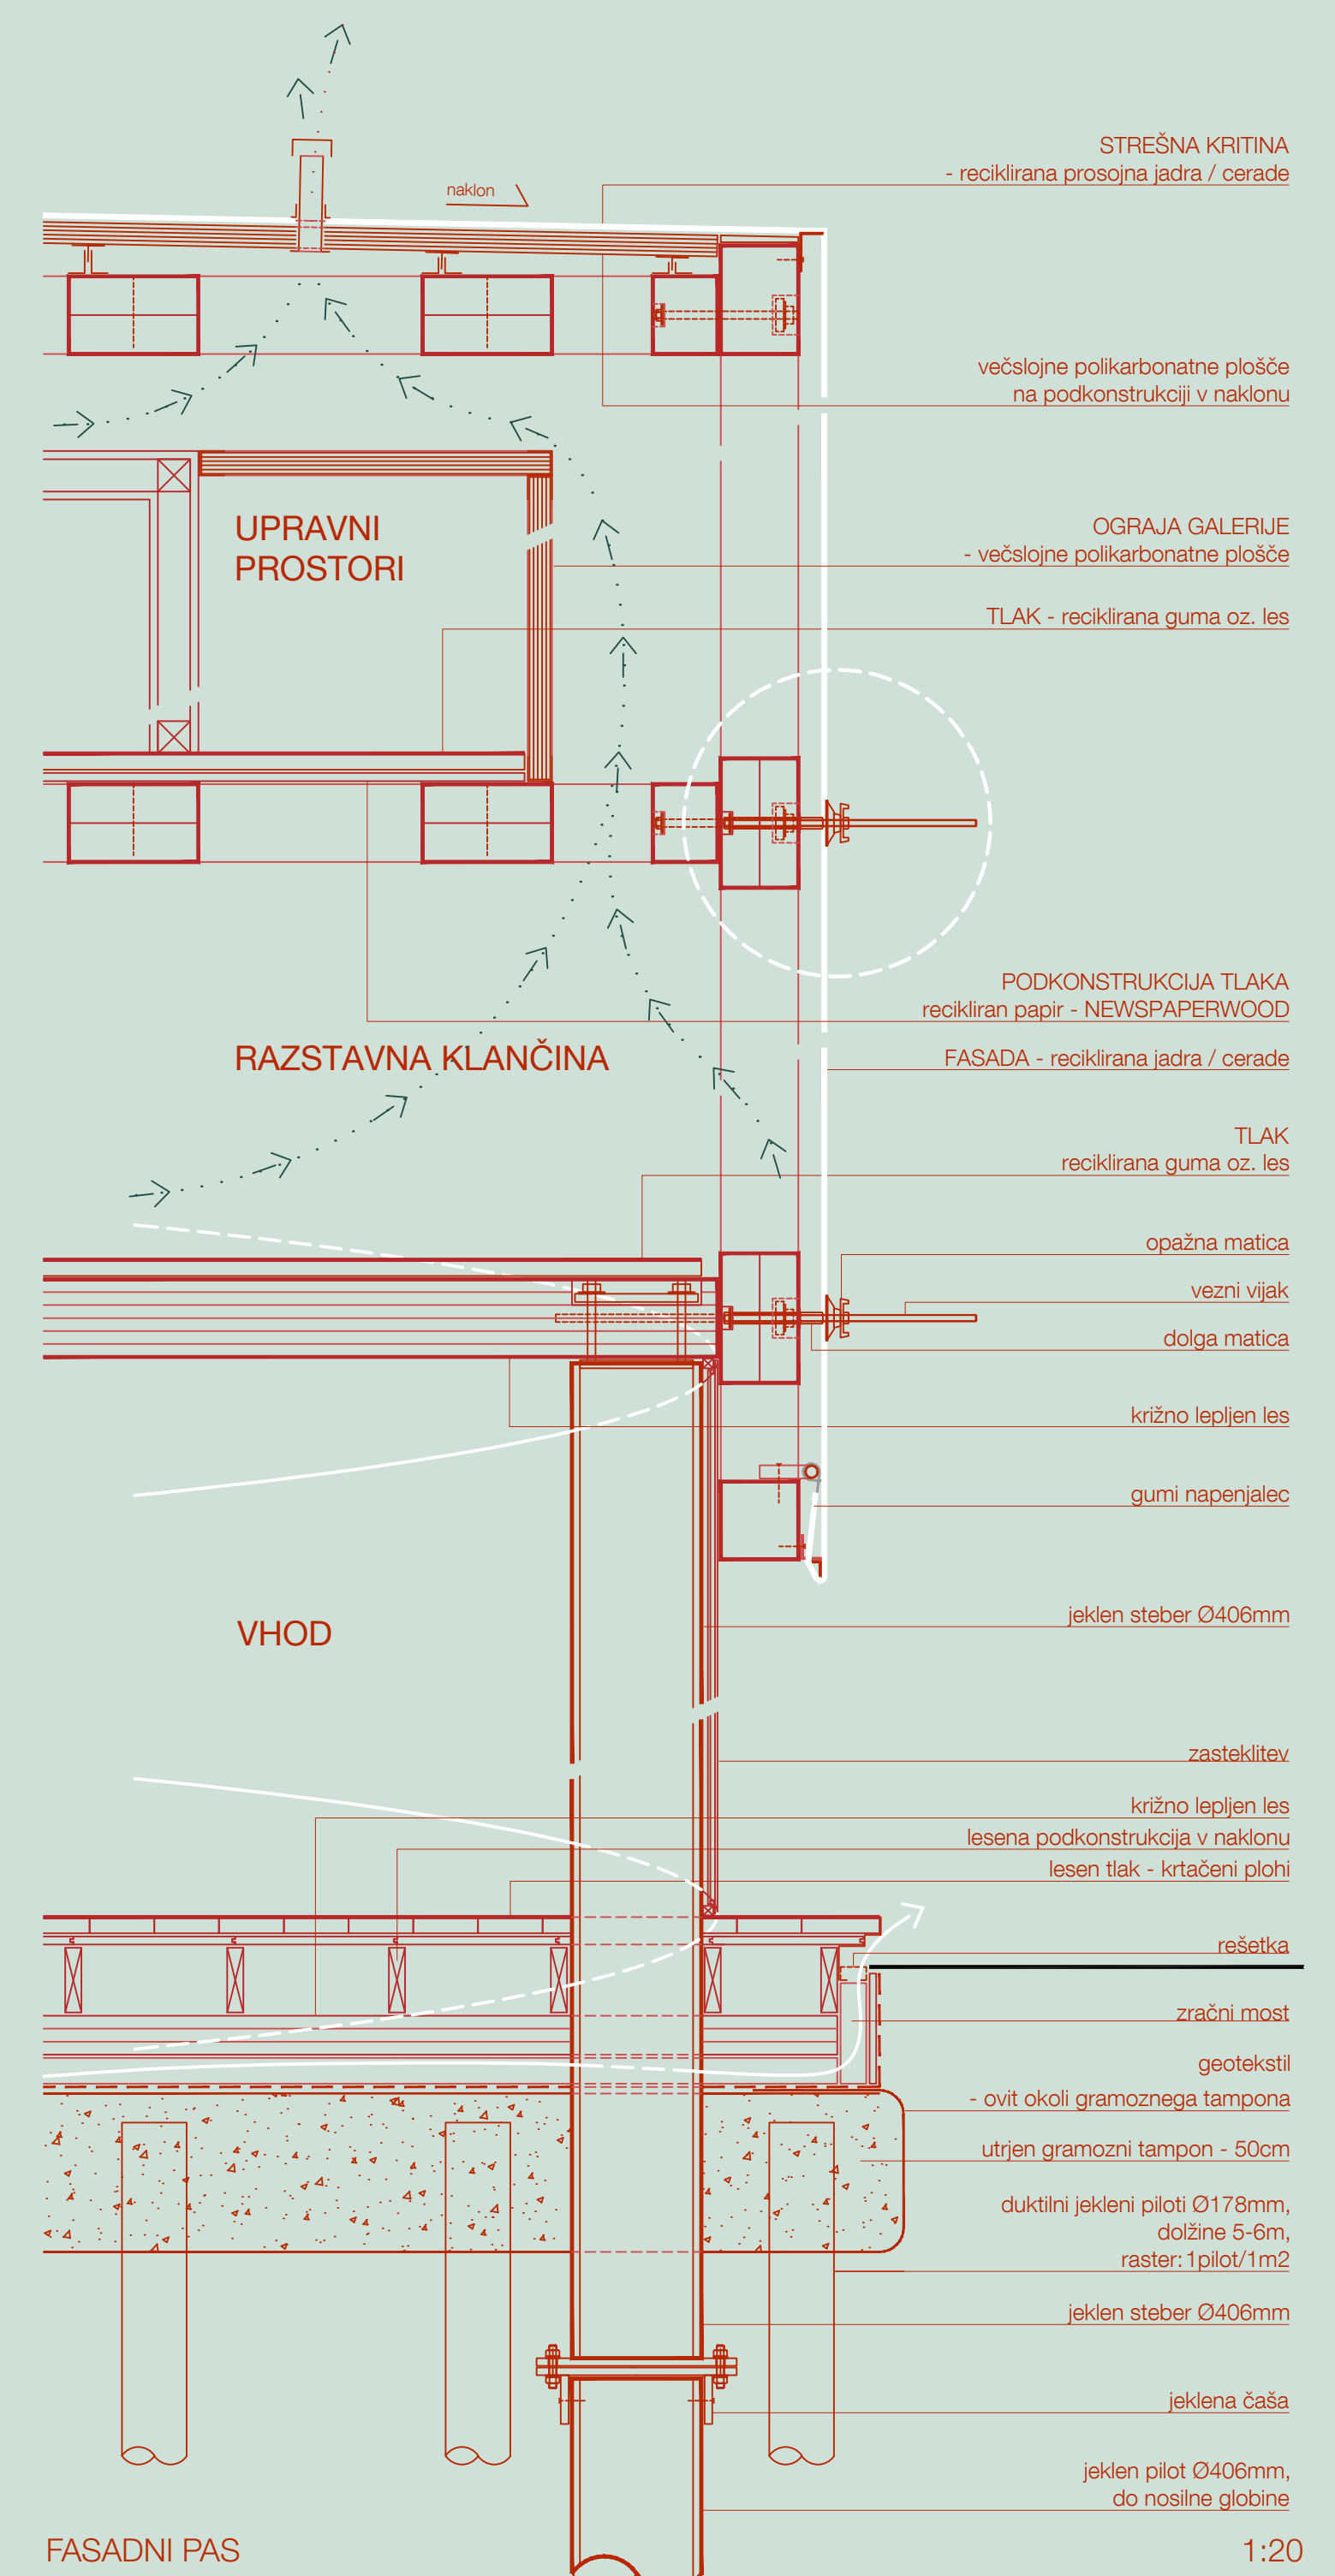 STREŠNA KRITINA
- reciklirana prosojna jadra / cerade
naklon
večslojne polikarbonatne plošče
na podkonstrukciji v naklonu
UPRAVNI
PROSTORI
OGRAJA GALERIJE
- večslojne polikarbonatne plošče
TLAK - reciklirana guma oz. les
PODKONSTRUKCIJA TLAKA
recikliran papir - NEWSPAPERWOOD
RAZSTAVNA KLANČINA
FASADA - reciklirana jadra / cerade
TLAK
reciklirana guma oz. les
opažna matica
vezni vijak
dolga matica
križno lepljen les
gumi napenjalec
jeklen steber Ø406mm
VHOD
zasteklitev
križno lepljen les
lesena podkonstrukcija v naklonu
lesen tlak - krtačeni plohi
rešetka
zračni most
geotekstil
- ovit okoli gramoznega tampona
utrjen gramozni tampon - 50cm
duktilni jekleni piloti Ø178mm,
dolžine 5-6m,
raster:1pilot/1m2
jeklen steber Ø406mm
jeklena čaša
jeklen pilot Ø406mm,
do nosilne globine
FASADNI PAS
1:20